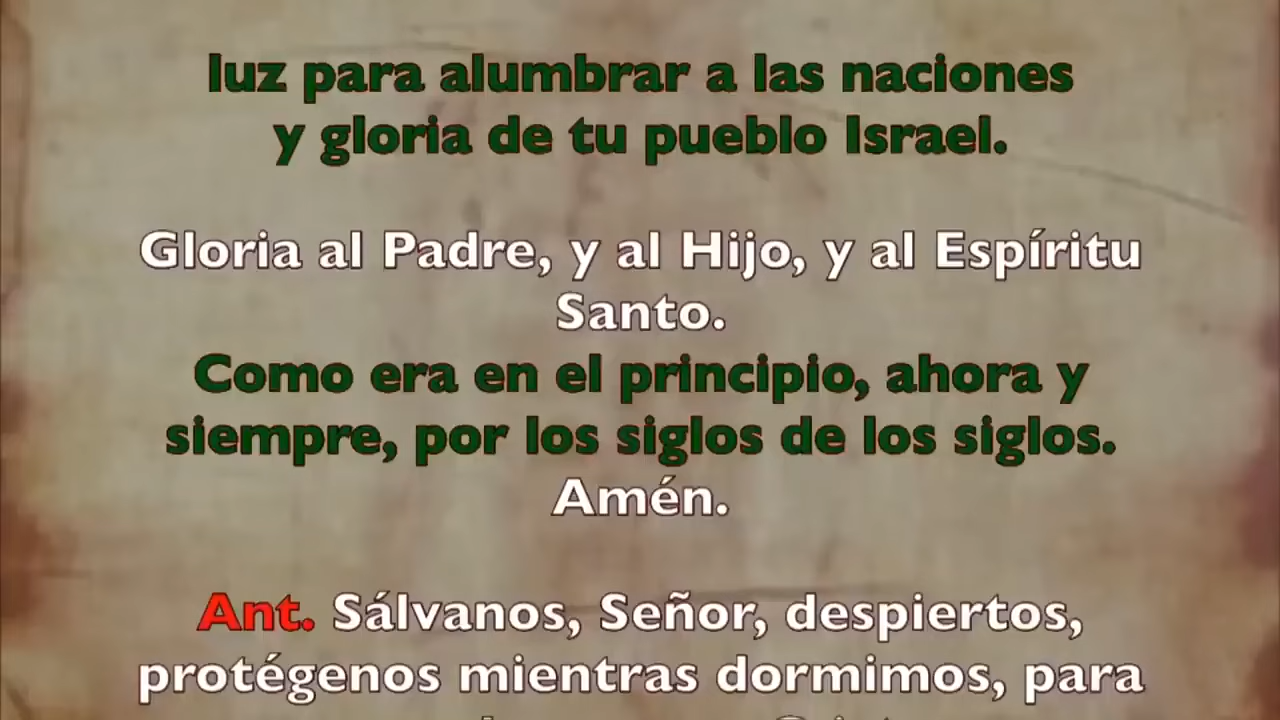 luz para alumbrar a las naciones
y gloria de tu pueblo Israel.
Gloria al Padre, y al Hijo, y al Espíritu
Santo.
Como era en el principio, ahora y
siempre, por los siglos de los siglos.
Amén.
Ant. Sálvanos, Señor, despiertos,
protégenos mientras dormimos, para